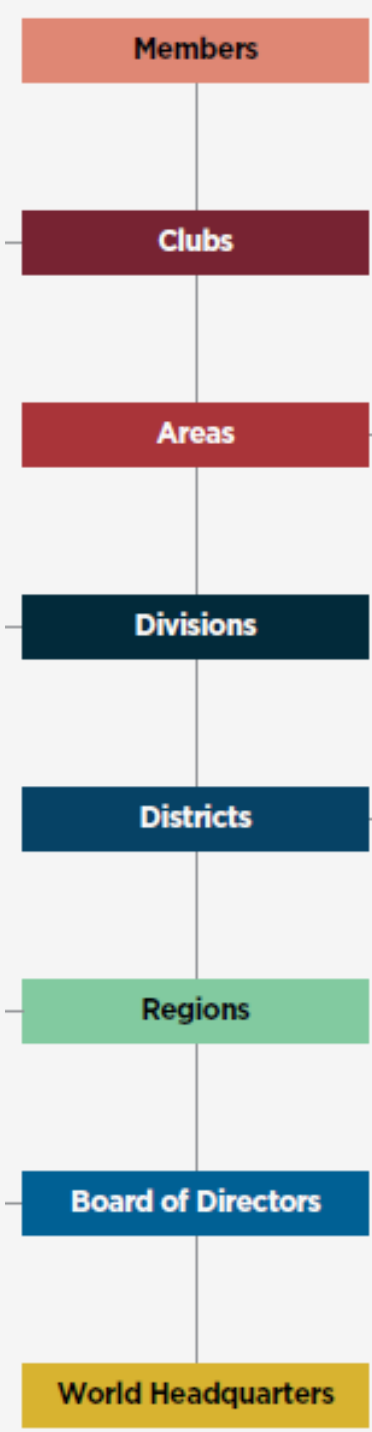 Members
Clubs
Areas
Divisions
Districts
Regions
Board of Directors
World Headquarters